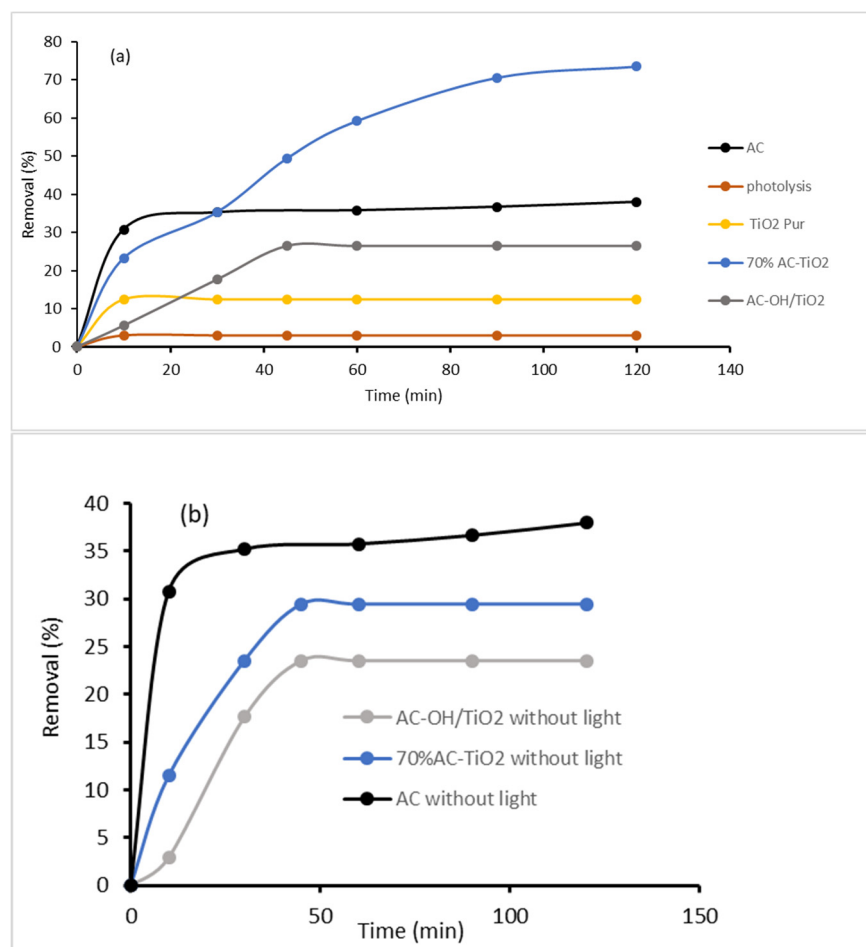 (a)
80
70
60
50
40
30
20
10
0
Removal (%)
0 20 40 60 80 100 120 140
Time (min)
AC
photolysis
TiO2 Pur
70% AC-TiO2
AC-OH/TiO2
(b)
40
35
30
25
20
15
10
5
0
Removal (%)
0 50 100 150
Time (min)
AC-OH/TiO2 without light
70%AC-TiO2 without light
AC without light